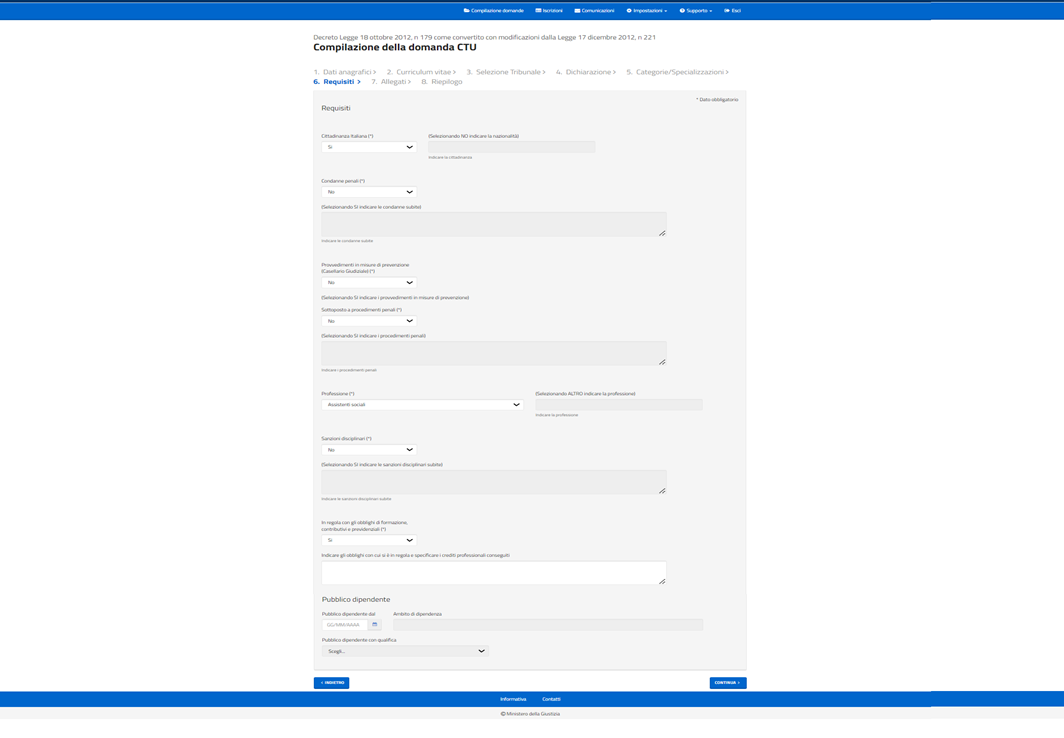 Compilazione domande Iscrizioni Comunicazioni Impostazioni Supporto Esci
Decreto Legge 18 ottobre 2012, n 179 come convertito con modificazioni dalla Legge 17 dicembre 2012, n 221
Compilazione della domanda CTU
1. Dati anagrafici > 2. Curriculum vitae > 3. Selezione Tribunale > 4. Dichiarazione > 5. Categorie/Specializzazioni >
6. Requisiti > 7. Allegati > 8. Riepilogo
* Dato obbligatorio
Requisiti
Cittadinanza Italiana (*) (Selezionando NO indicare la nazionalità)
Si
Indicare la cittadinanza
Condanne penali (*)
No
(Selezionando SI indicare le condanne subite)
Indicare le condanne subite
Provvedimenti in misure di prevenzione
(Casellario Giudiziale) (*)
No
(Selezionando SI indicare i provvedimenti in misure di prevenzione)
Sottoposto a procedimenti penali (*)
No
(Selezionando SI indicare i procedimenti penali)
Indicare i procedimenti penali
Professione (*) (Selezionando ALTRO indicare la professione)
Assistenti sociali
Indicare la professione
Sanzioni disciplinari (*)
No
(Selezionando SI indicare le sanzioni disciplinari subite)
Indicare le sanzioni disciplinari subite
In regola con gli obblighi di formazione,
contributivi e previdenziali (*)
Si
Indicare gli obblighi con cui si è in regola e specificare i crediti professionali conseguiti
Pubblico dipendente
Pubblico dipendente dal Ambito di dipendenza
GG/MM/AAAA
Pubblico dipendente con qualifica
Scegli...
< INDIETRO CONTINUA >
Informativa Contatti
© Ministero della Giustizia